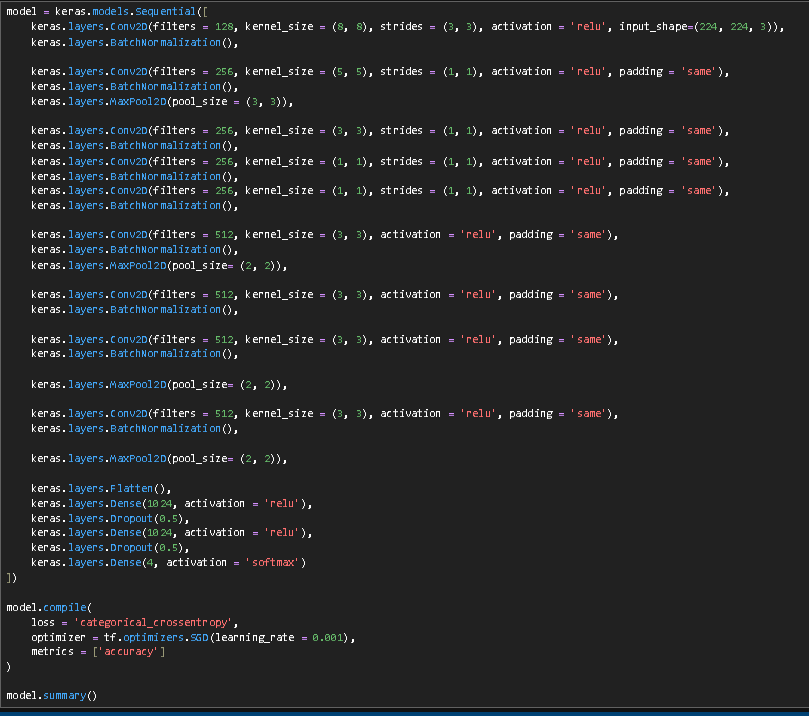 model = keras.models.Sequential([
    keras.layers.Conv2D(filters = 128, kernel_size = (8, 8), strides = (3, 3), activation = 'relu', input_shape=(224, 224, 3)),
    keras.layers.BatchNormalization(),
    keras.layers.Conv2D(filters = 256, kernel_size = (5, 5), strides = (1, 1), activation = 'relu', padding = 'same'),
    keras.layers.BatchNormalization(),
    keras.layers.MaxPool2D(pool_size = (3, 3)),
    keras.layers.Conv2D(filters = 256, kernel_size = (3, 3), strides = (1, 1), activation = 'relu', padding = 'same'),
    keras.layers.BatchNormalization(),
    keras.layers.Conv2D(filters = 256, kernel_size = (1, 1), strides = (1, 1), activation = 'relu', padding = 'same'),
    keras.layers.BatchNormalization(),
    keras.layers.Conv2D(filters = 256, kernel_size = (1, 1), strides = (1, 1), activation = 'relu', padding = 'same'),
    keras.layers.BatchNormalization(),
    keras.layers.Conv2D(filters = 512, kernel_size = (3, 3), activation = 'relu', padding = 'same'),
    keras.layers.BatchNormalization(),
    keras.layers.MaxPool2D(pool_size= (2, 2)),
    keras.layers.Conv2D(filters = 512, kernel_size = (3, 3), activation = 'relu', padding = 'same'),
    keras.layers.BatchNormalization(),
    keras.layers.Conv2D(filters = 512, kernel_size = (3, 3), activation = 'relu', padding = 'same'),
    keras.layers.BatchNormalization(),
    keras.layers.MaxPool2D(pool_size= (2, 2)),
    keras.layers.Conv2D(filters = 512, kernel_size = (3, 3), activation = 'relu', padding = 'same'),
    keras.layers.BatchNormalization(),
    keras.layers.MaxPool2D(pool_size= (2, 2)),
    keras.layers.Flatten(),
    keras.layers.Dense(1024, activation = 'relu'),
    keras.layers.Dropout(0.5),
    keras.layers.Dense(1024, activation = 'relu'),
    keras.layers.Dropout(0.5),
    keras.layers.Dense(4, activation = 'softmax')
])
model.compile(
    loss = 'categorical_crossentropy',
    optimizer = tf.optimizers.SGD(learning_rate = 0.001),
    metrics = ['accuracy']
)
model.summary()